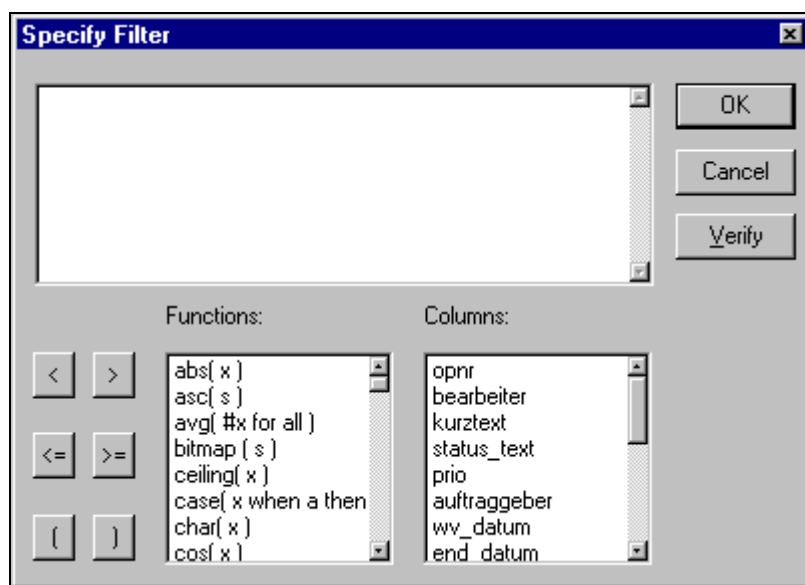 Specify Filter
OK
Cancel
Verify
Functions:
Columns:
< >
<= >=
( )
abs( x )
asc( s )
avg( #x for all )
bitmap ( s )
ceiling( x )
case( x when a then
char( x )
cos( x )
opnr
bearbeiter
kurztext
status_text
prio
auftraggeber
wv_datum
end_datum